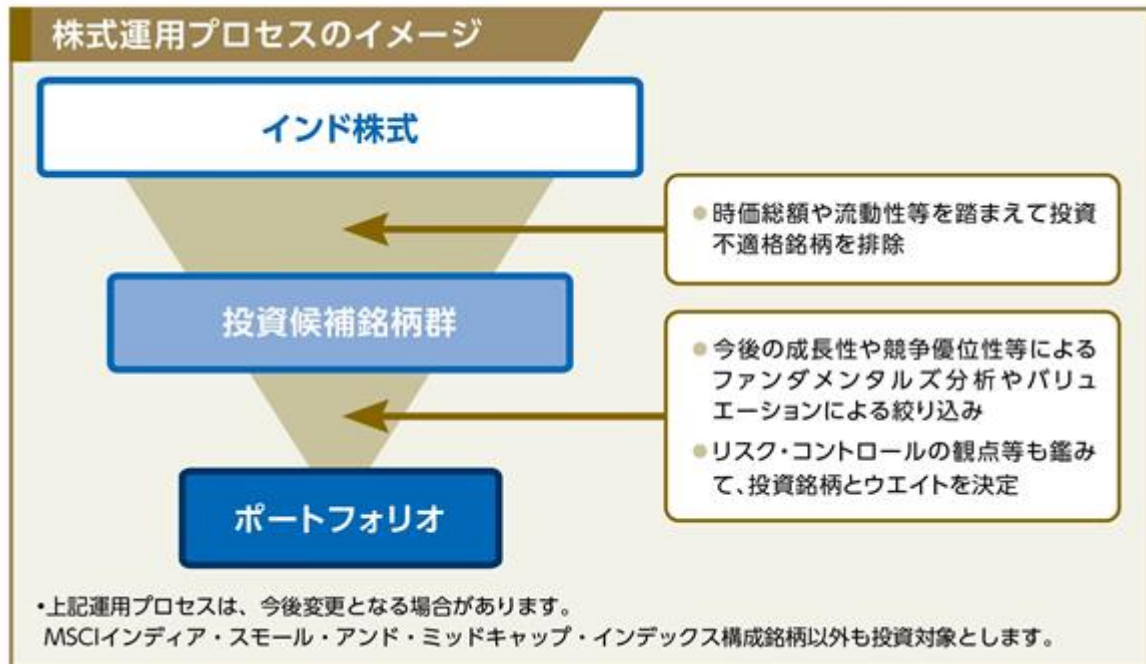 株式運用プロセスのイメージ
インド株式
●時価総額や流動性等を踏まえて投資
不適格銘柄を排除
投資候補銘柄群
●今後の成長性や競争優位性等による
ファンダメンタルズ分析やバリュ
エーションによる絞り込み
●リスク・コントロールの観点等も鑑み
て、投資銘柄とウエイトを決定
ポートフォリオ
•上記運用プロセスは、今後変更となる場合があります。
MSCIインディア・スモール・アンド・ミッドキャップ・インデックス構成銘柄以外も投資対象とします。